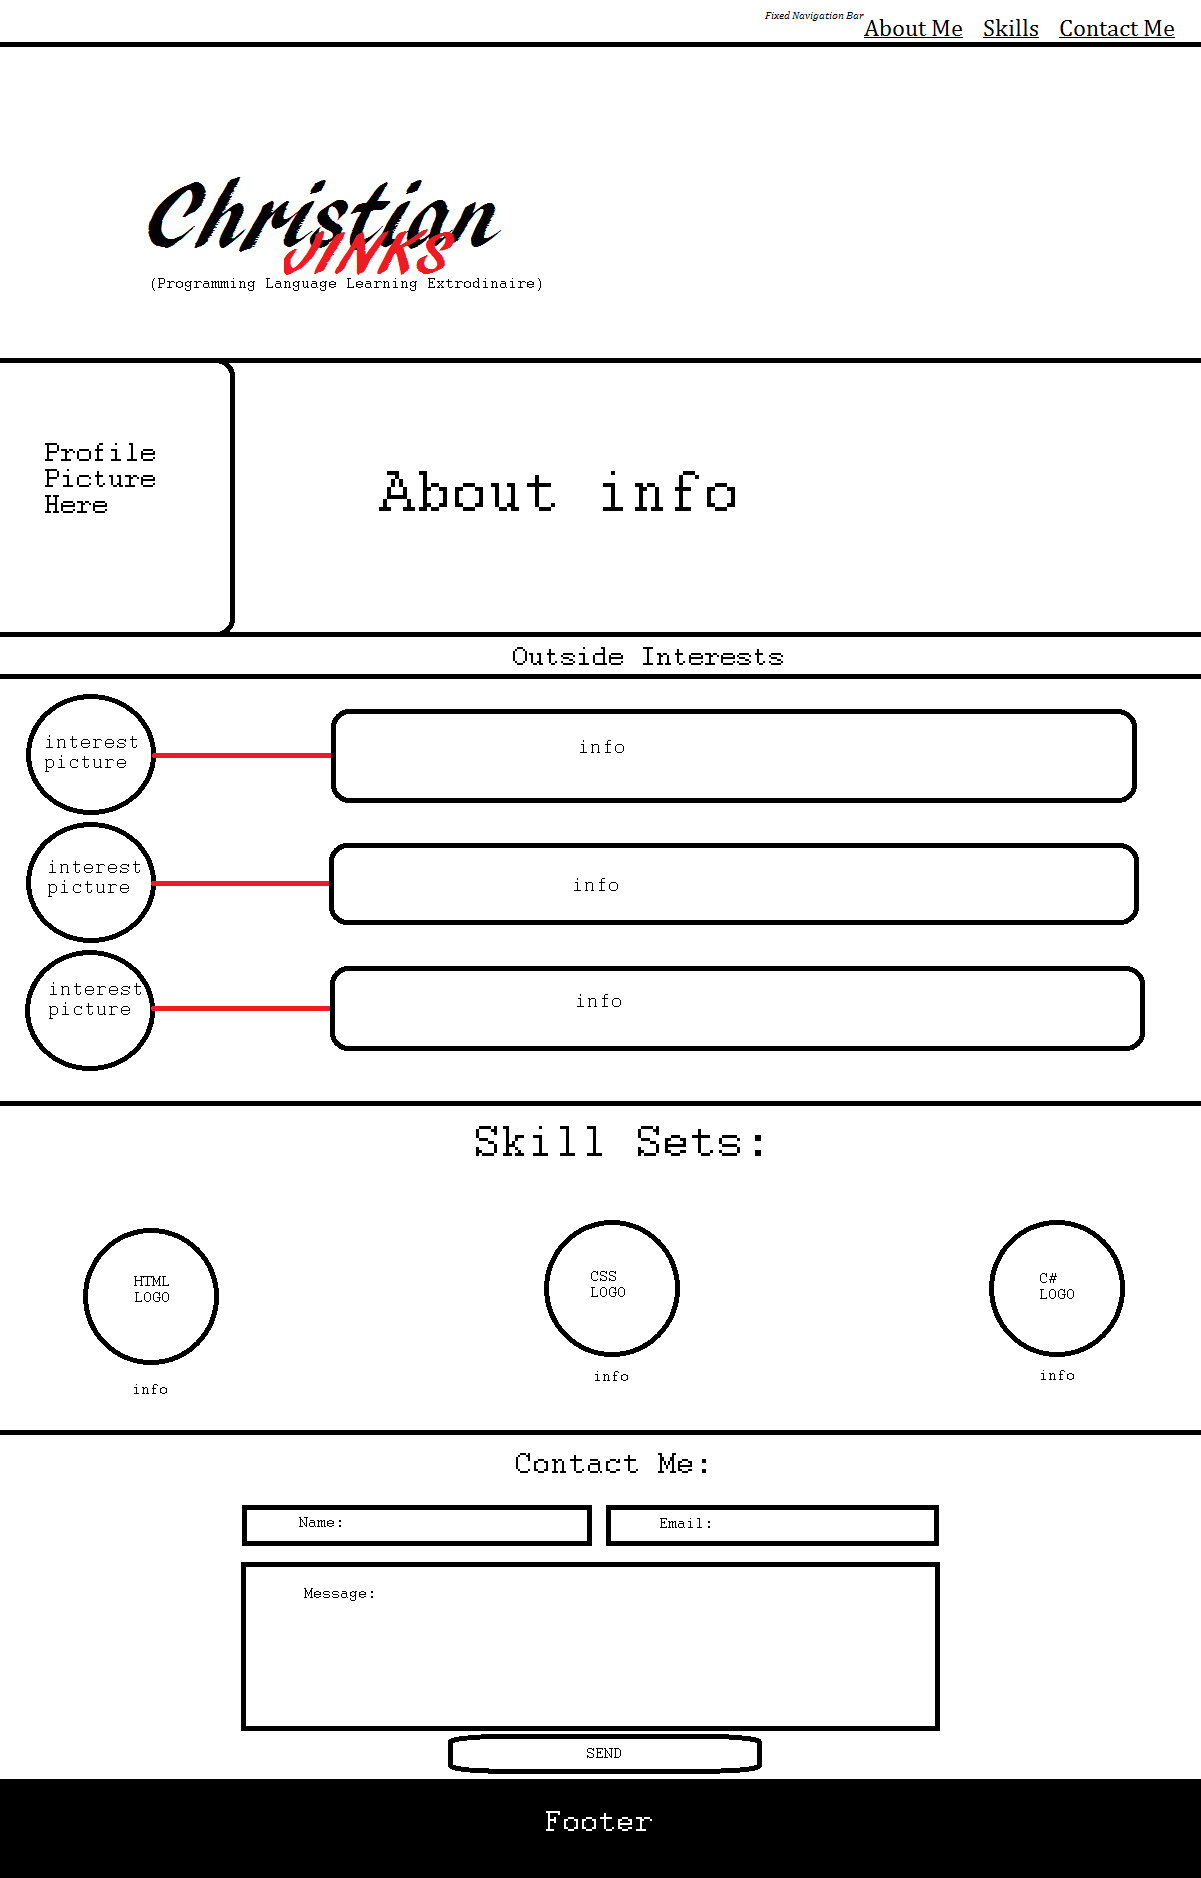 Fixed Navigation Bar
About Me Skills Contact Me
Christian
JINKS
(Programming Language Learning Extrodinaire)
Profile
Picture
Here
About info
Outside Interests
interest
picture
info
interest
picture
info
interest
picture
info
Skill Sets:
HTML
LOGO
info
CSS
LOGO
info
C#
LOGO
info
Contact Me:
Name:
Email:
Message:
SEND
Footer